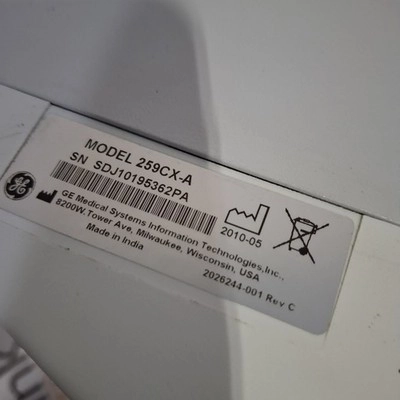 MODEL 259CX-A
SN SDJ10195362PA
GE
2010-05
GE Medical Systems Information Technologies,Inc.,
8200W,Tower Ave, Milwaukee, Wisconsin, USA
Made in India
2026244-001 Rev C